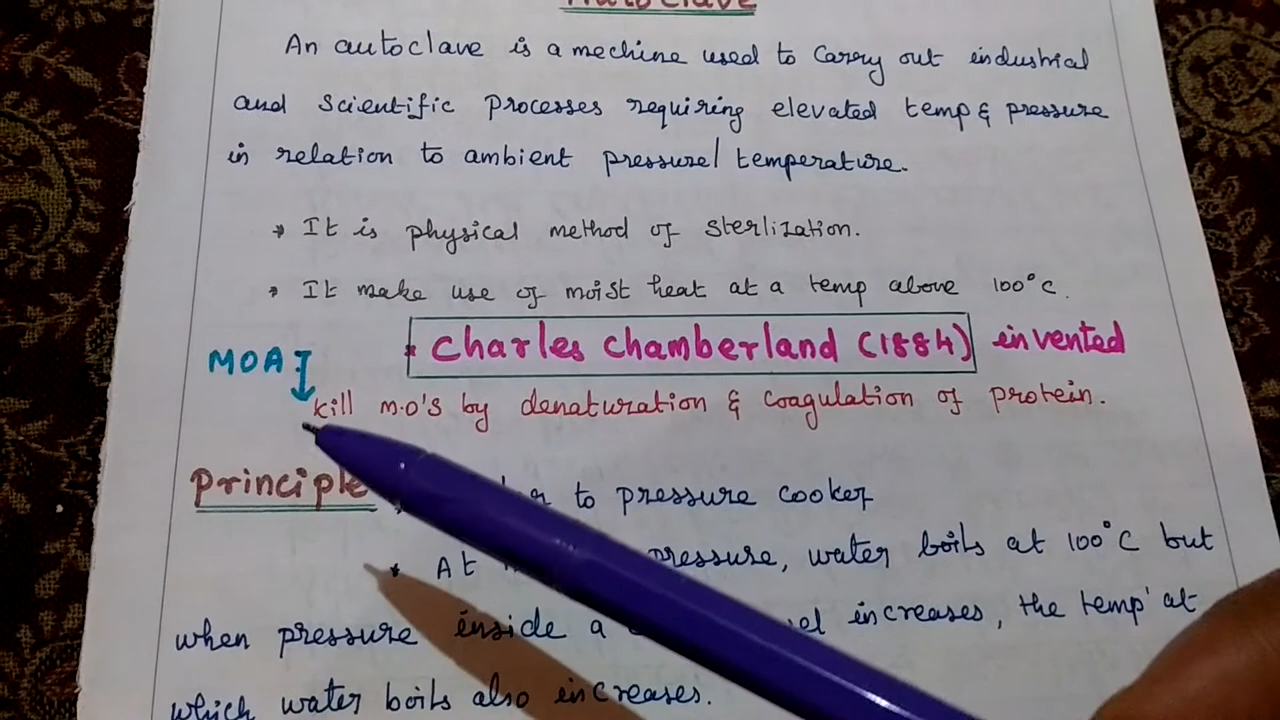 Autoclave
An autoclave is a mechine used to carry out industrial
and scientific processes requiring elevated temp & pressure
in relation to ambient pressure/temperature.
* It is physical method of sterlization.
* It make use of moist heat at a temp above 100°C.
MOA: * Charles Chamberland (1884) invented
kill m.o's by denaturation & coagulation of protein.
Principle to pressure cooker
* At pressure, water boils at 100°C but
when pressure inside a increases, the temp' at
which water boils also increases.